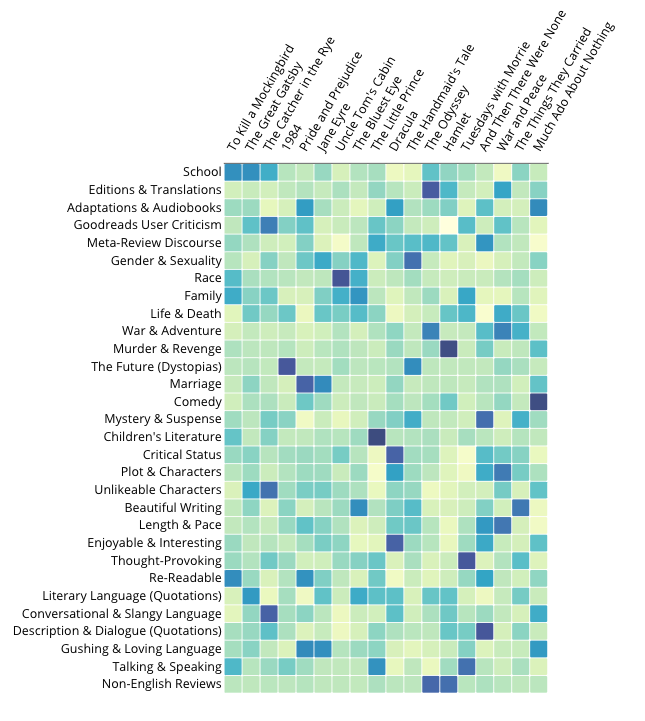 To Kill a Mockingbird
The Great Gatsby
The Catcher in the Rye
1984
Pride and Prejudice
Jane Eyre
Uncle Tom's Cabin
The Bluest Eye
The Little Prince
Dracula
The Handmaid's Tale
The Odyssey
Hamlet
Tuesdays with Morrie
And Then There Were None
War and Peace
The Things They Carried
Much Ado About Nothing
School
Editions & Translations
Adaptations & Audiobooks
Goodreads User Criticism
Meta-Review Discourse
Gender & Sexuality
Race
Family
Life & Death
War & Adventure
Murder & Revenge
The Future (Dystopias)
Marriage
Comedy
Mystery & Suspense
Children's Literature
Critical Status
Plot & Characters
Unlikeable Characters
Beautiful Writing
Length & Pace
Enjoyable & Interesting
Thought-Provoking
Re-Readable
Literary Language (Quotations)
Conversational & Slangy Language
Description & Dialogue (Quotations)
Gushing & Loving Language
Talking & Speaking
Non-English Reviews